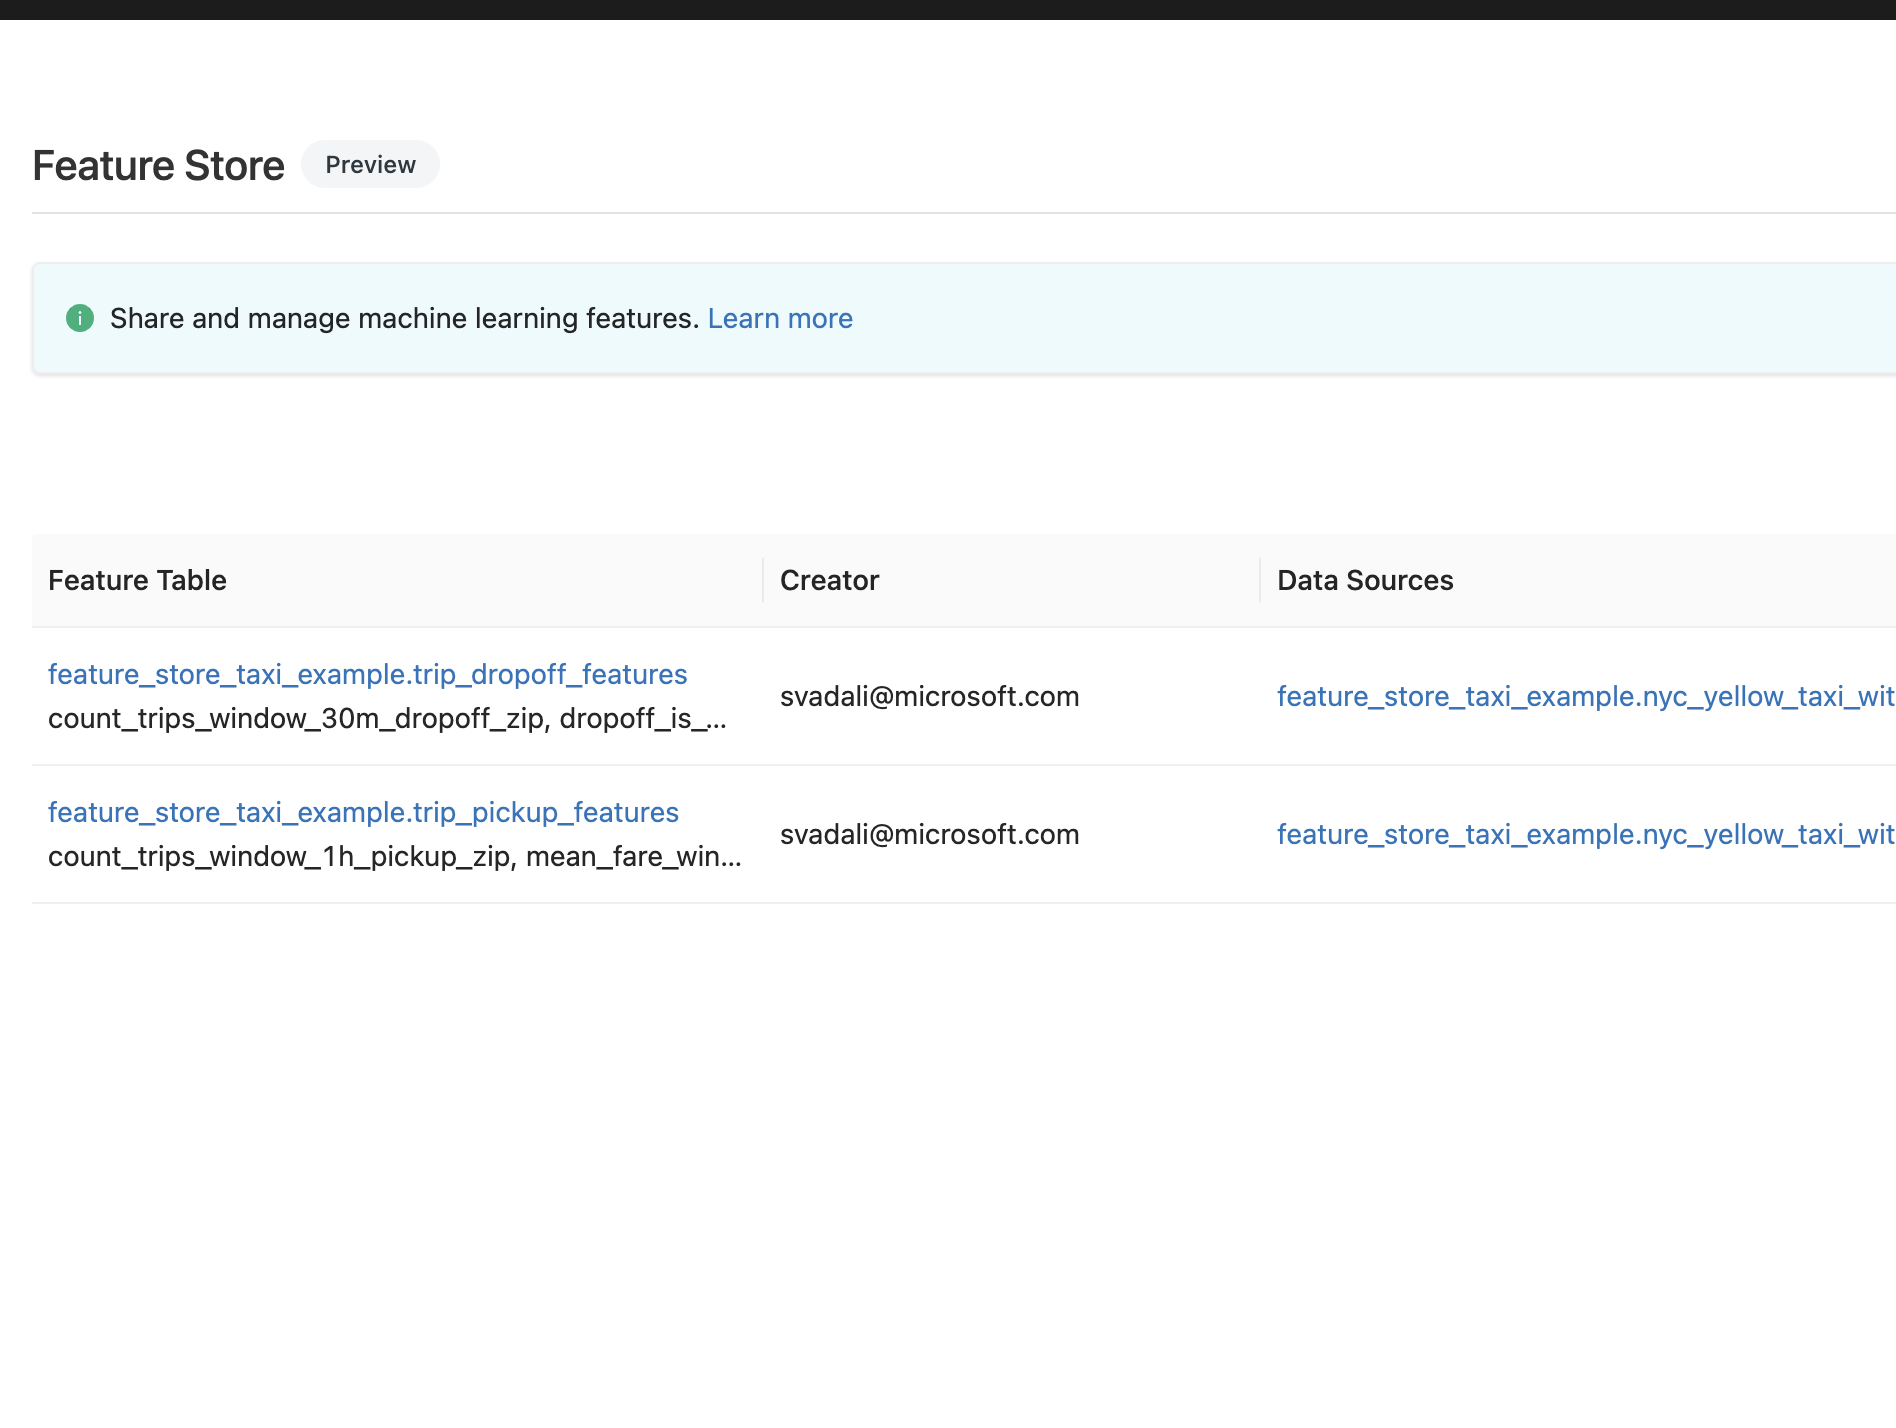 Feature Store Preview
Share and manage machine learning features. Learn more
Feature Table Creator Data Sources
feature_store_taxi_example.trip_dropoff_features
count_trips_window_30m_dropoff_zip, dropoff_is_...
svadali@microsoft.com
feature_store_taxi_example.nyc_yellow_taxi_wit
feature_store_taxi_example.trip_pickup_features
count_trips_window_1h_pickup_zip, mean_fare_win...
svadali@microsoft.com
feature_store_taxi_example.nyc_yellow_taxi_wit